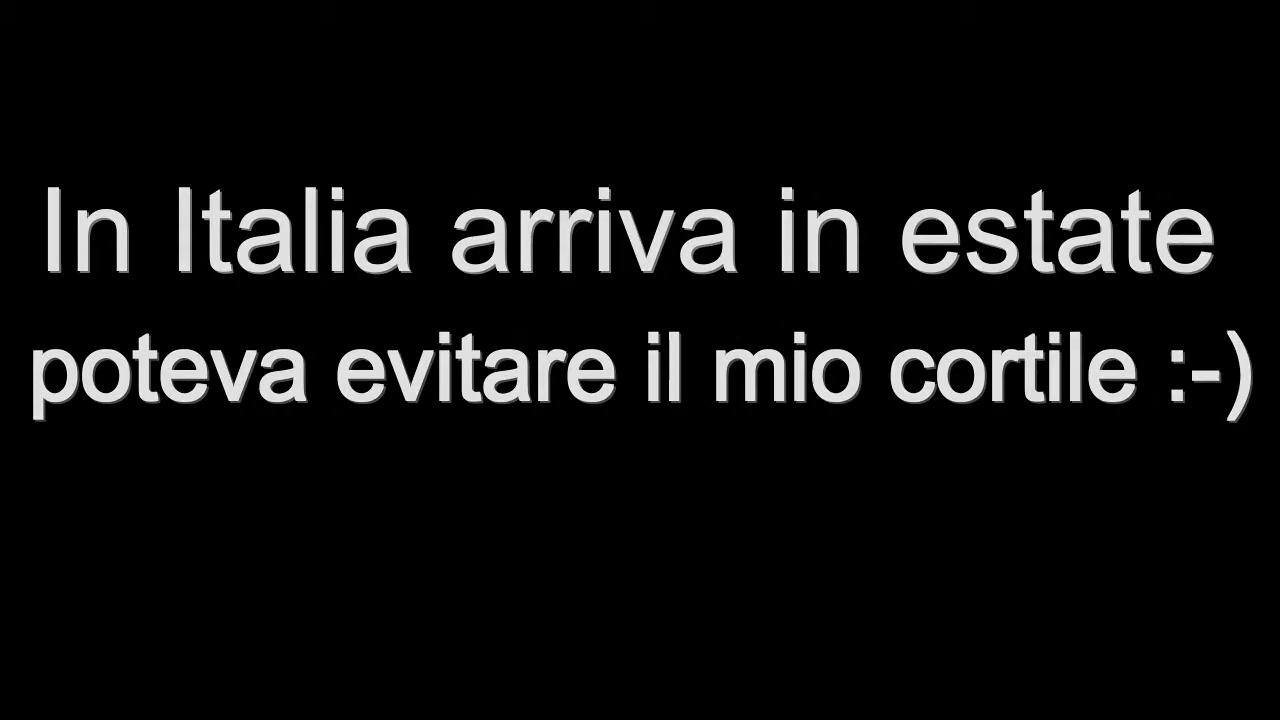 In Italia arriva in estate
poteva evitare il mio cortile :-)